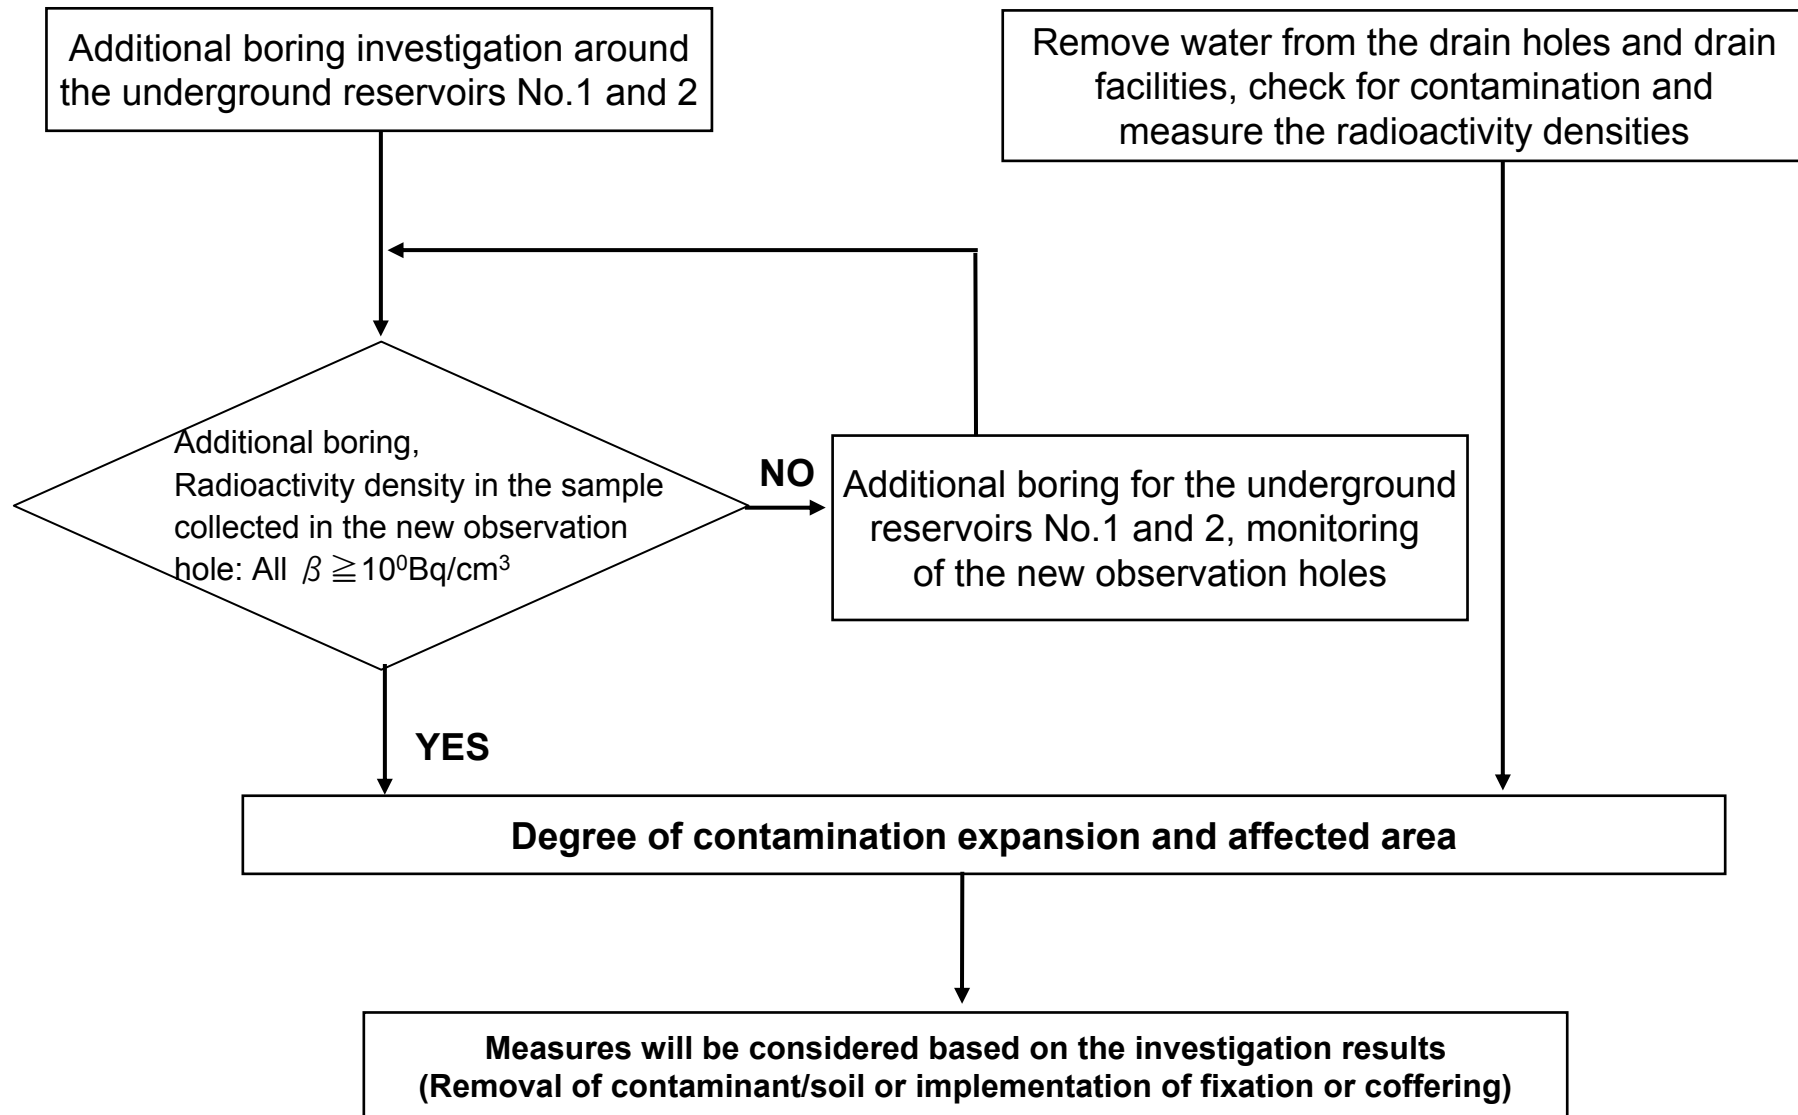 Additional boring investigation around
the underground reservoirs No.1 and 2
Remove water from the drain holes and drain
facilities, check for contamination and
measure the radioactivity densities
Additional boring,
Radioactivity density in the sample
collected in the new observation
hole: All β≧10⁰Bq/cm³
NO
Additional boring for the underground
reservoirs No.1 and 2, monitoring
of the new observation holes
YES
Degree of contamination expansion and affected area
Measures will be considered based on the investigation results
(Removal of contaminant/soil or implementation of fixation or coffering)